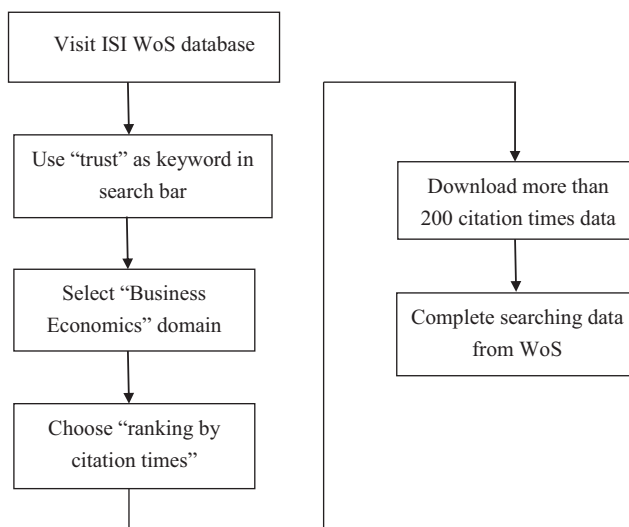 Visit ISI WoS database
Use “trust” as keyword in
search bar
Select “Business
Economics” domain
Choose “ranking by
citation times”
Download more than
200 citation times data
Complete searching data
from WoS